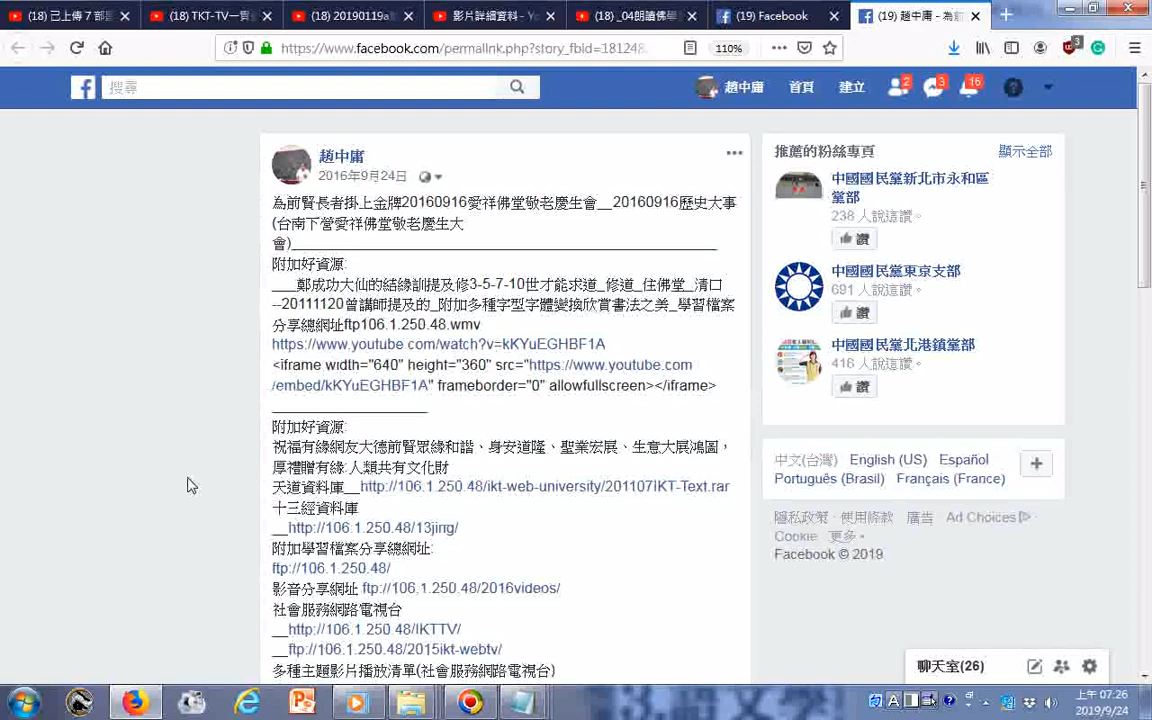 (18) 已上傳 7 部
(18) TKT-TV一貫
(18) 20190119a
影片詳細資料 - Yo
(18) _04朗讀佛學
(19) Facebook
(19) 趙中庸 - 為前
https://www.facebook.com/permalink.php?story_fbid=18124
110%
搜尋
趙中庸 首頁 建立 2 3 16
趙中庸
2016年9月24日
為前賢長者掛上金牌20160916愛祥佛堂敬老慶生會__20160916歷史大事
(台南下營愛祥佛堂敬老慶生大
會)
附加好資源:
___鄭成功大仙的結緣訓提及修3-5-7-10世才能求道_修道_住佛堂_清口
--20111120曾講師提及的_附加多種字型字體變換欣賞書法之美_學習檔案
分享總網址ftp106.1.250.48.wmv
https://www.youtube.com/watch?v=kKYuEGHBF1A
<iframe width="640" height="360" src="https://www.youtube.com
/embed/kKYuEGHBF1A" frameborder="0" allowfullscreen></iframe>
附加好資源:
祝福有緣網友大德前賢眾緣和諧、身安道隆、聖業宏展、生意大展鴻圖，
厚禮贈有緣:人類共有文化財
天道資料庫__http://106.1.250.48/ikt-web-university/201107IKT-Text.rar
十三經資料庫
__http://106.1.250.48/13jing/
附加學習檔案分享總網址:
ftp://106.1.250.48/
影音分享網址 ftp://106.1.250.48/2016videos/
社會服務網路電視台
__http://106.1.250.48/IKTTV/
__ftp://106.1.250.48/2015ikt-webtv/
多種主題影片播放清單(社會服務網路電視台)
推薦的粉絲專頁 顯示全部
中國國民黨新北市永和區
黨部
238 人說這讚。
讚
中國國民黨東京支部
691 人說這讚。
讚
中國國民黨北港鎮黨部
416 人說這讚。
讚
中文(台灣) English (US) Español
Português (Brasil) Français (France)
隱私政策 · 使用條款 · 廣告 · Ad Choices
Cookie · 更多
Facebook © 2019
聊天室(26)
上午 07:26
2019/9/24